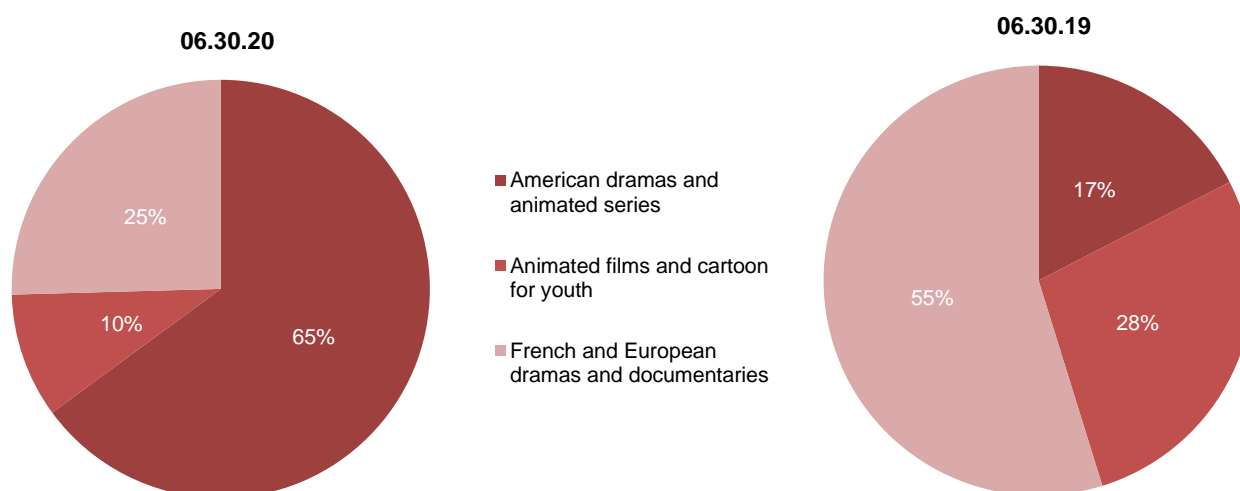 06.30.20
06.30.19
25%
10%
65%
American dramas and
animated series
Animated films and cartoon
for youth
French and European
dramas and documentaries
17%
55%
28%